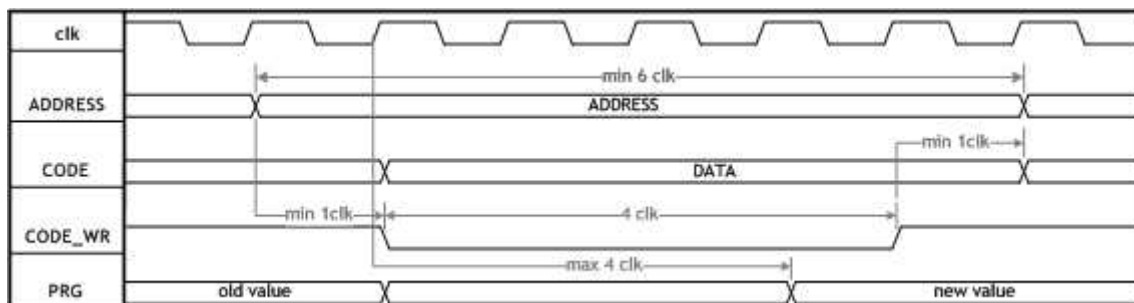 clk
min 6 clk
ADDRESS ADDRESS
min 1clk
CODE DATA
min 1clk 4 clk
CODE_WR
max 4 clk
PRG old value new value